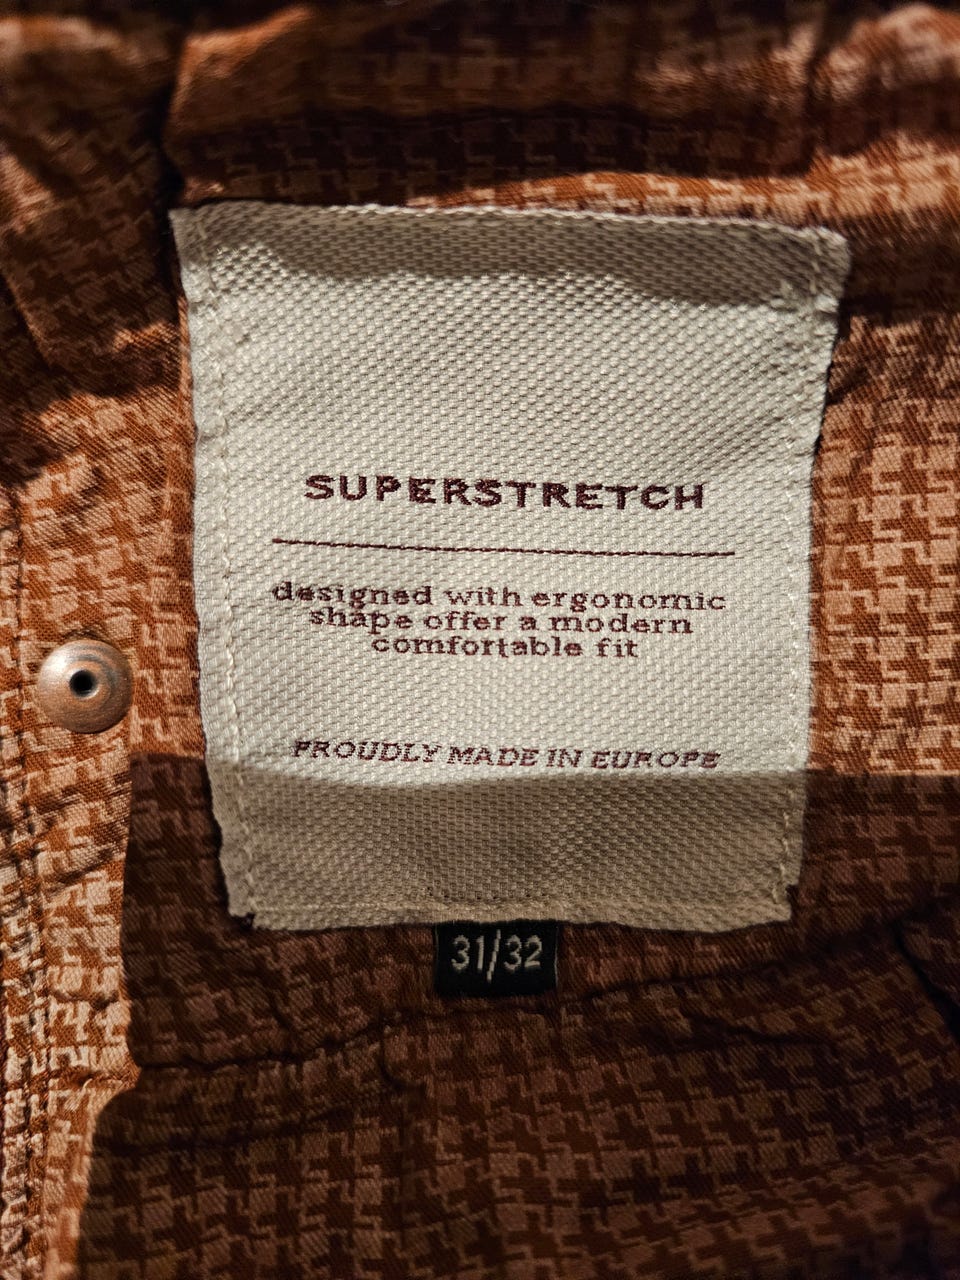 SUPERSTRETCH
designed with ergonomic
shape offer a modern
comfortable fit
PROUDLY MADE IN EUROPE
31/32